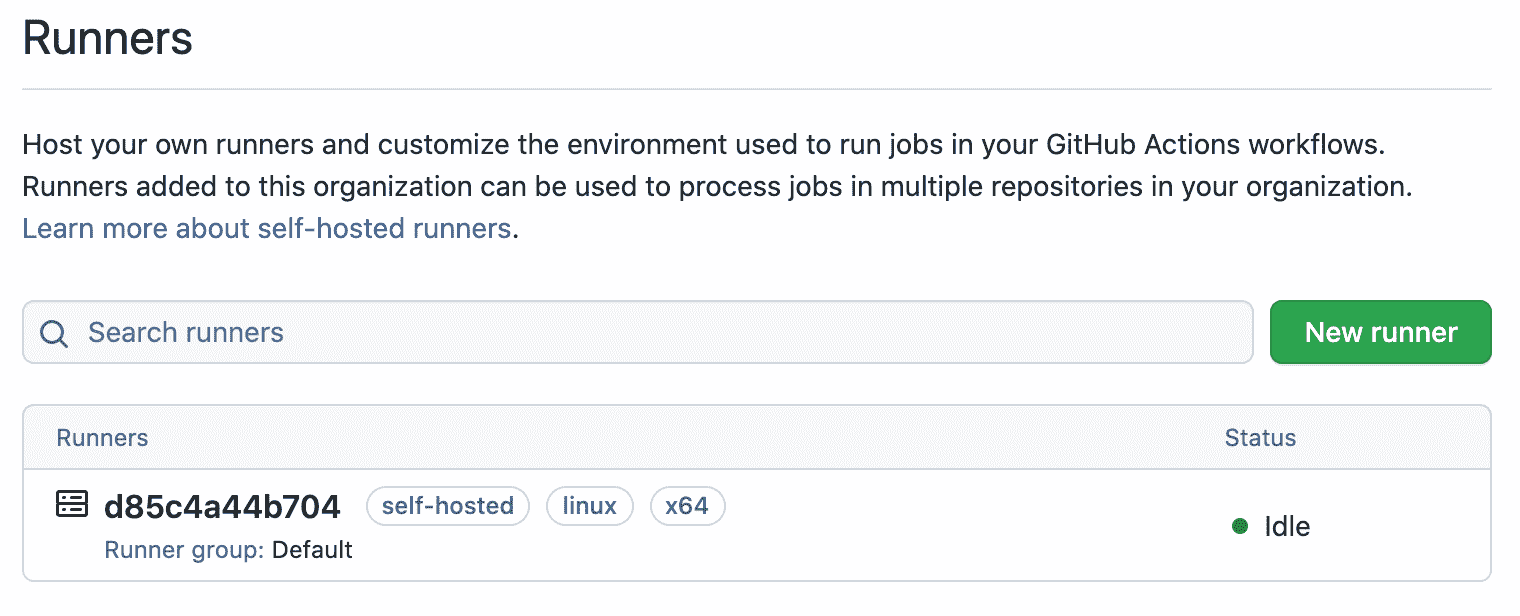 Runners
Host your own runners and customize the environment used to run jobs in your GitHub Actions workflows.
Runners added to this organization can be used to process jobs in multiple repositories in your organization.
Learn more about self-hosted runners.
Search runners
New runner
Runners
Status
d85c4a44b704 self-hosted linux x64
Runner group: Default
Idle